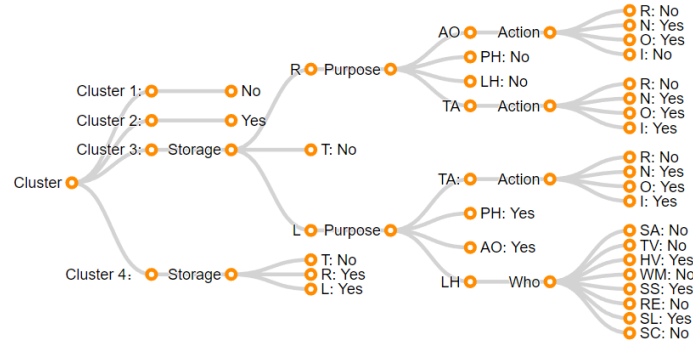 R: No
N: Yes
AO Action
O: Yes
I: No
PH: No
R Purpose
LH: No
R: No
Cluster 1: No
N: Yes
TA Action
O: Yes
Cluster 2: Yes
I: Yes
Cluster 3: Storage T: No
R: No
N: Yes
TA: Action
Cluster
O: Yes
I: Yes
PH: Yes
L Purpose
SA: No
AO: Yes
TV: No
T: No
HV: Yes
Cluster 4: Storage R: Yes
WM: No
LH Who
L: Yes
SS: Yes
RE: No
SL: Yes
SC: No